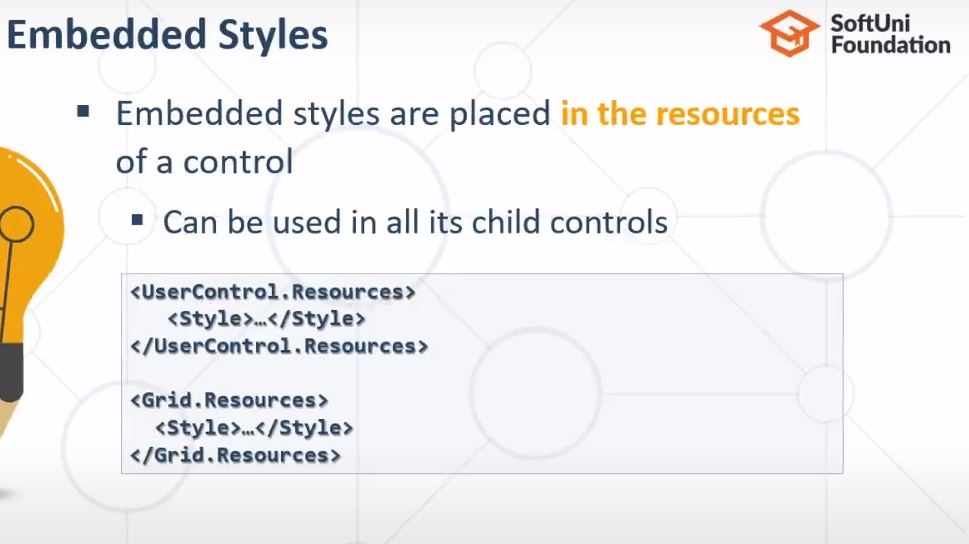 Embedded Styles
SoftUni
Foundation
▪ Embedded styles are placed in the resources
of a control
▪ Can be used in all its child controls
<UserControl.Resources>
<Style>…</Style>
</UserControl.Resources>
<Grid.Resources>
<Style>…</Style>
</Grid.Resources>